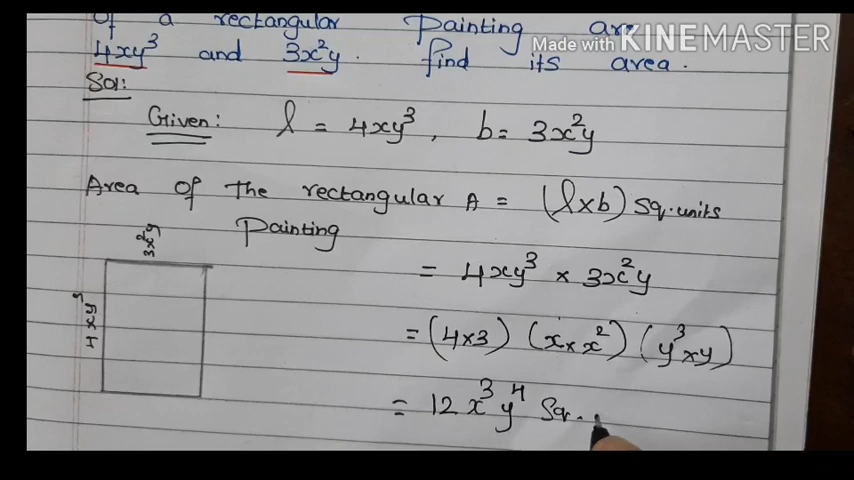 Of a rectangular Painting are
4xy³ and 3x²y. find its area.
Made with KINEMASTER
Sol:
Given: l = 4xy³, b = 3x²y
Area of the rectangular A = (l×b) Sq. units
Painting
3x²y
= 4xy³ × 3x²y
4xy³
= (4×3) (x×x²) (y³×y)
= 12x³y⁴ Sq.